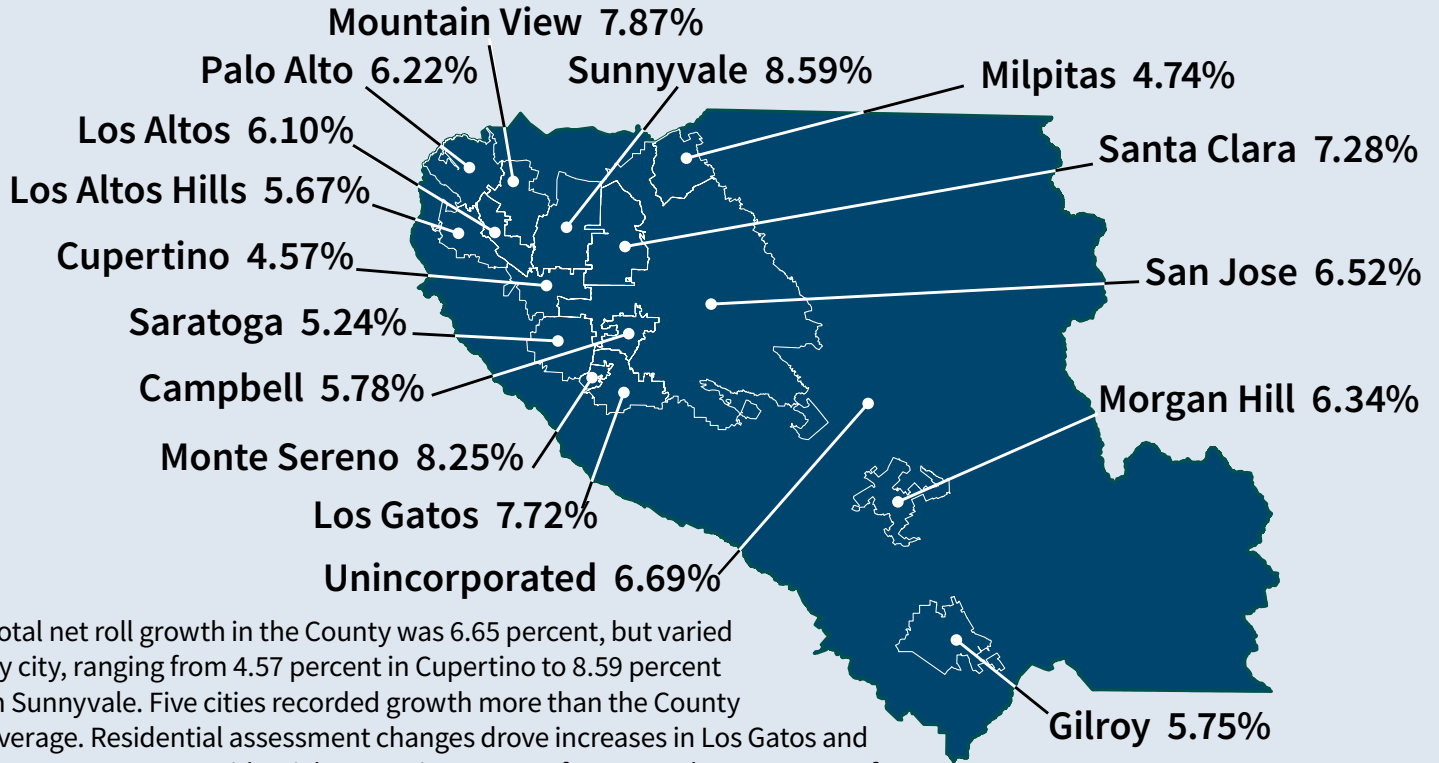 Mountain View 7.87%
Palo Alto 6.22%
Sunnyvale 8.59%
Milpitas 4.74%
Los Altos 6.10%
Santa Clara 7.28%
Los Altos Hills 5.67%
Cupertino 4.57%
San Jose 6.52%
Saratoga 5.24%
Campbell 5.78%
Morgan Hill 6.34%
Monte Sereno 8.25%
Los Gatos 7.72%
Unincorporated 6.69%
otal net roll growth in the County was 6.65 percent, but varied
y city, ranging from 4.57 percent in Cupertino to 8.59 percent
n Sunnyvale. Five cities recorded growth more than the County
verage. Residential assessment changes drove increases in Los Gatos and
Gilroy 5.75%